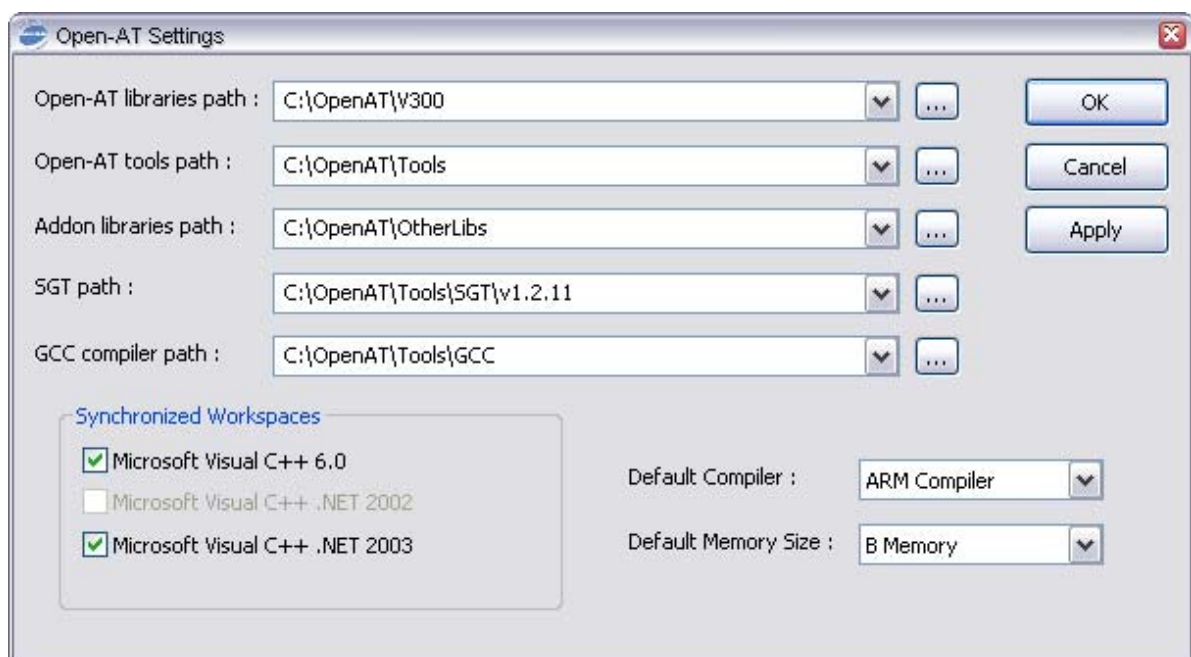 Open-AT Settings
Open-AT libraries path : C:\OpenAT\V300 ... OK
Open-AT tools path : C:\OpenAT\Tools ... Cancel
Addon libraries path : C:\OpenAT\OtherLibs ... Apply
SGT path : C:\OpenAT\Tools\SGT\v1.2.11 ...
GCC compiler path : C:\OpenAT\Tools\GCC ...
Synchronized Workspaces
Microsoft Visual C++ 6.0
Microsoft Visual C++ .NET 2002
Microsoft Visual C++ .NET 2003
Default Compiler : ARM Compiler
Default Memory Size : B Memory